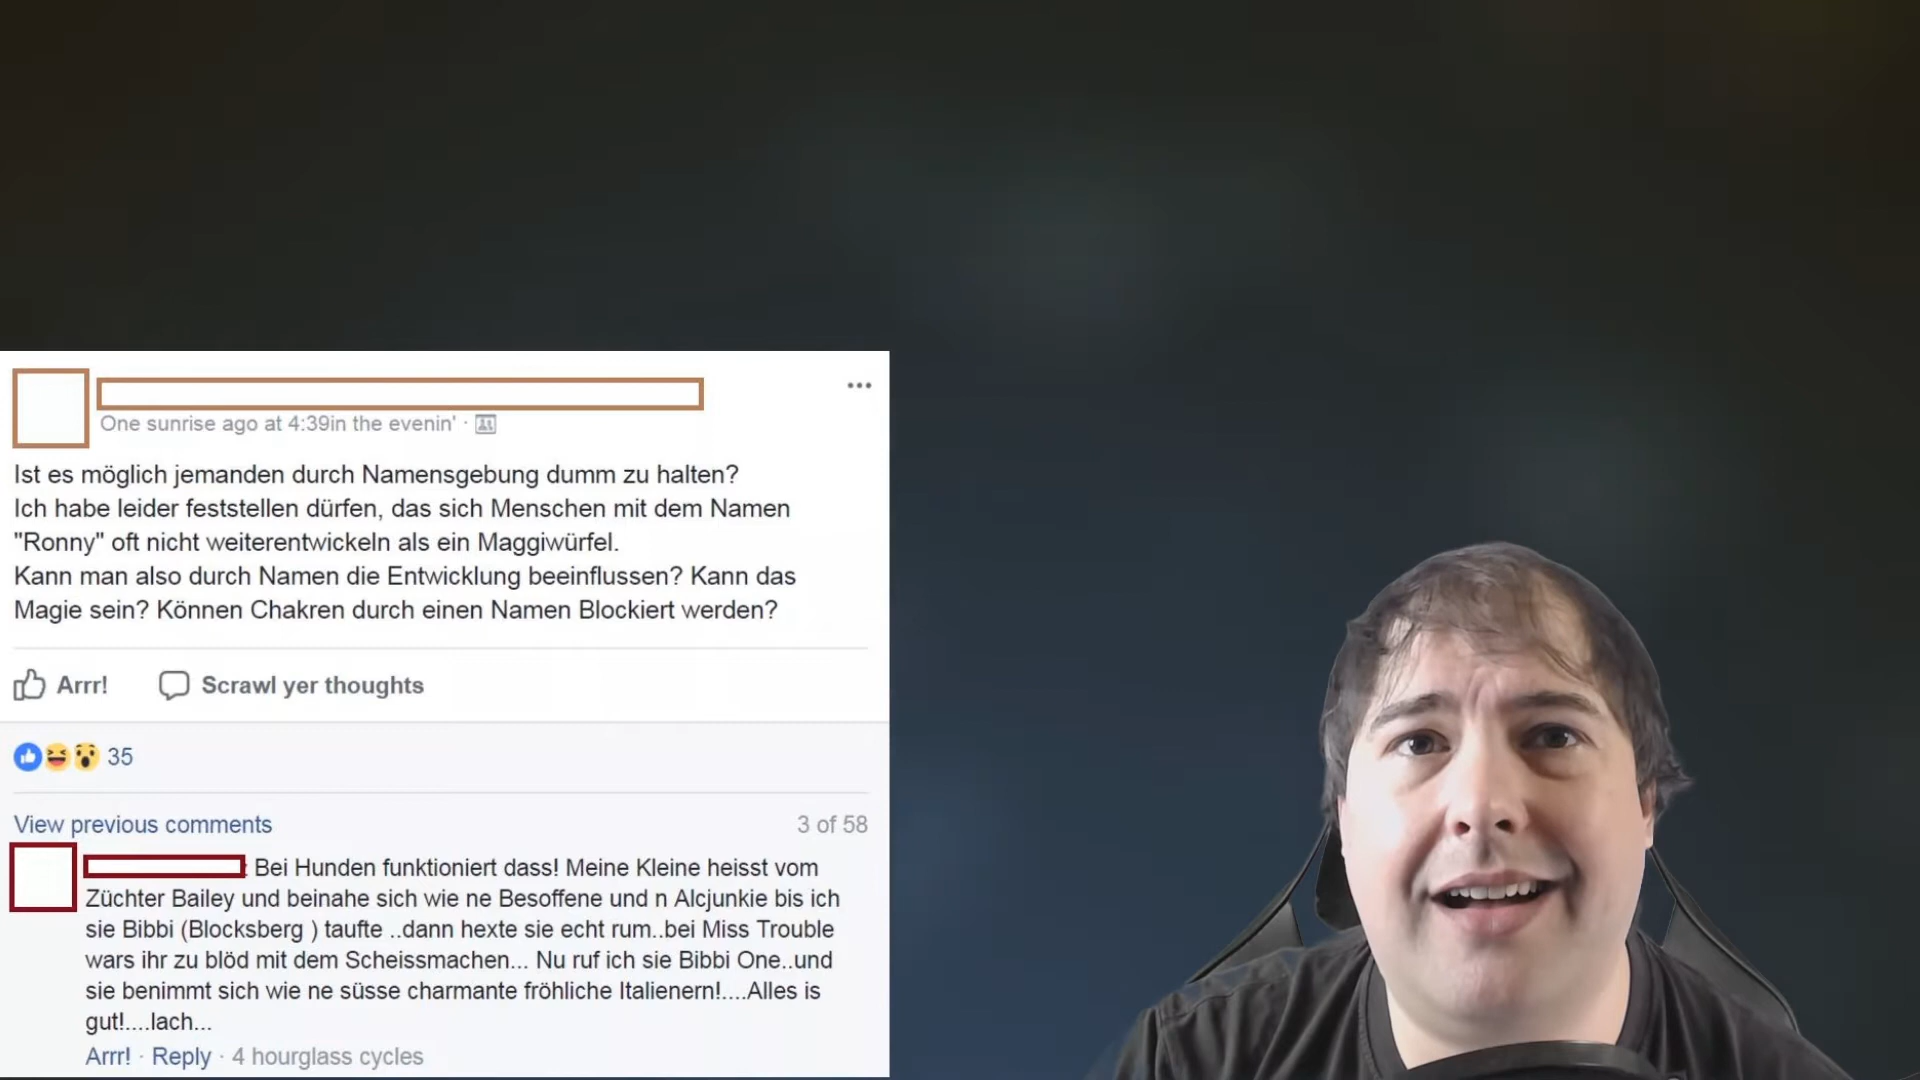 One sunrise ago at 4:39in the evenin' ·
Ist es möglich jemanden durch Namensgebung dumm zu halten?
Ich habe leider feststellen dürfen, das sich Menschen mit dem Namen
"Ronny" oft nicht weiterentwickeln als ein Maggiwürfel.
Kann man also durch Namen die Entwicklung beeinflussen? Kann das
Magie sein? Können Chakren durch einen Namen Blockiert werden?
Arrr! Scrawl yer thoughts
35
View previous comments 3 of 58
Bei Hunden funktioniert dass! Meine Kleine heisst vom
Züchter Bailey und beinahe sich wie ne Besoffene und n Alcjunkie bis ich
sie Bibbi (Blocksberg ) taufte ..dann hexte sie echt rum..bei Miss Trouble
wars ihr zu blöd mit dem Scheissmachen... Nu ruf ich sie Bibbi One..und
sie benimmt sich wie ne süsse charmante fröhliche Italienern!....Alles is
gut!....lach...
Arrr! · Reply · 4 hourglass cycles